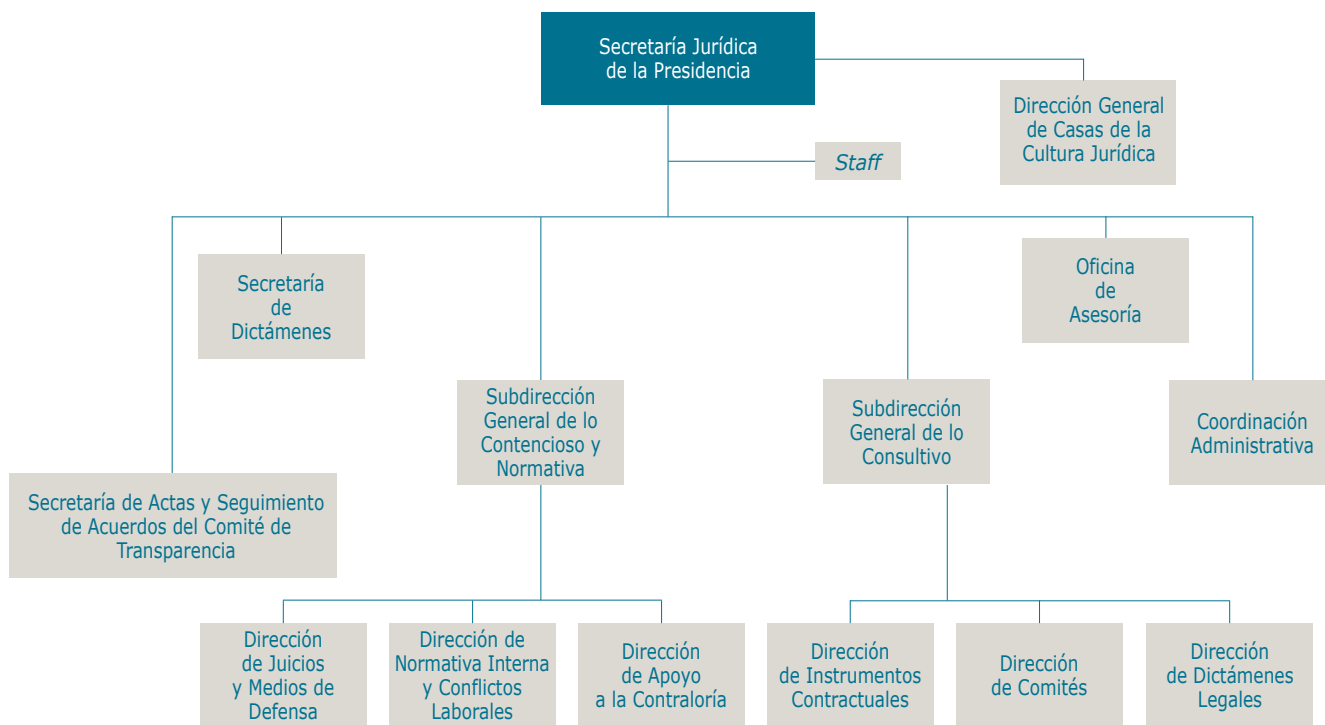 Secretaría Jurídica
de la Presidencia
Dirección General
de Casas de la
Cultura Jurídica
Staff
Secretaría
de
Dictámenes
Oficina
de
Asesoría
Subdirección
General de lo
Contencioso y
Normativa
Subdirección
General de lo
Consultivo
Coordinación
Administrativa
Secretaría de Actas y Seguimiento
de Acuerdos del Comité de
Transparencia
Dirección
de Juicios
y Medios de
Defensa
Dirección de
Normativa Interna
y Conflictos
Laborales
Dirección
de Apoyo
a la Contraloría
Dirección
de Instrumentos
Contractuales
Dirección
de Comités
Dirección
de Dictámenes
Legales